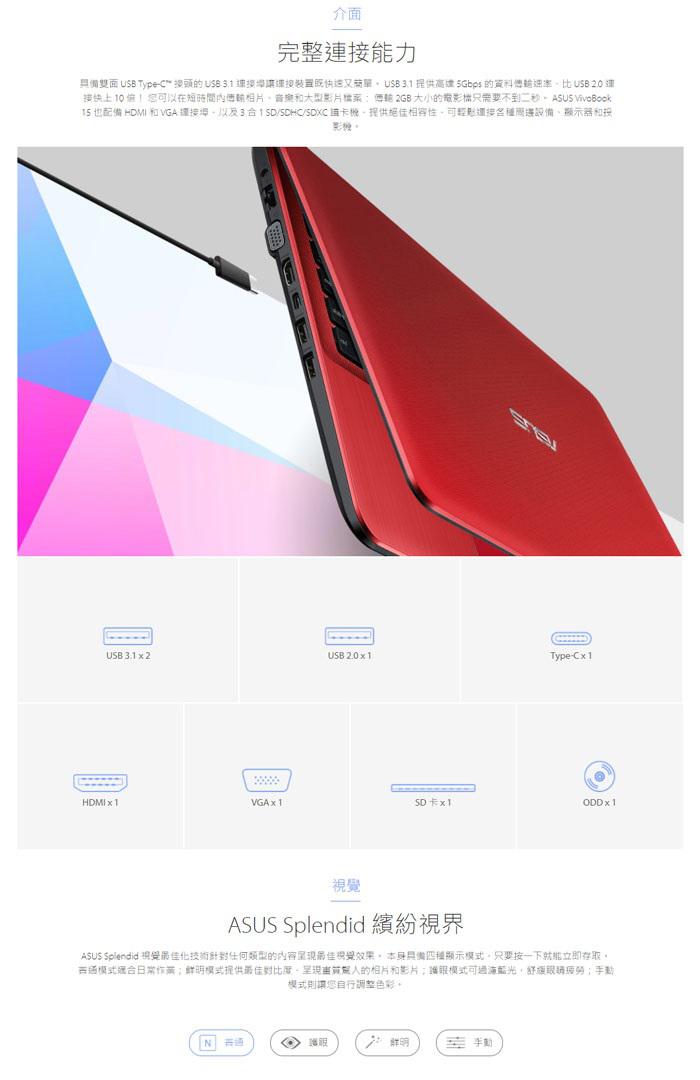 介面
完整連接能力
具備雙面 USB Type-C™ 接頭的 USB 3.1 連接埠讓連接裝置既快速又簡單。 USB 3.1 提供高達 5Gbps 的資料傳輸速率，比 USB 2.0 連
接快上 10 倍！ 您可以在短時間內傳輸相片、音樂和大型影片檔案； 傳輸 2GB 大小的電影檔只需要不到二秒。 ASUS VivoBook
15 也配備 HDMI 和 VGA 連接埠，以及 3 合 1 SD/SDHC/SDXC 讀卡機，提供絕佳相容性，可輕鬆連接各種周邊設備、顯示器和投
影機。
ASUS
USB 3.1 x 2
USB 2.0 x 1
Type-C x 1
HDMI x 1
VGA x 1
SD 卡 x 1
ODD x 1
視覺
ASUS Splendid 繽紛視界
ASUS Splendid 視覺最佳化技術針對任何類型的內容呈現最佳視覺效果。 本身具備四種顯示模式，只要按一下就能立即存取。
普通模式適合日常作業；鮮明模式提供最佳對比度，呈現畫質驚人的相片和影片；護眼模式可過濾藍光，舒緩眼睛疲勞；手動
模式則讓您自行調整色彩。
N 普通
護眼
鮮明
手動